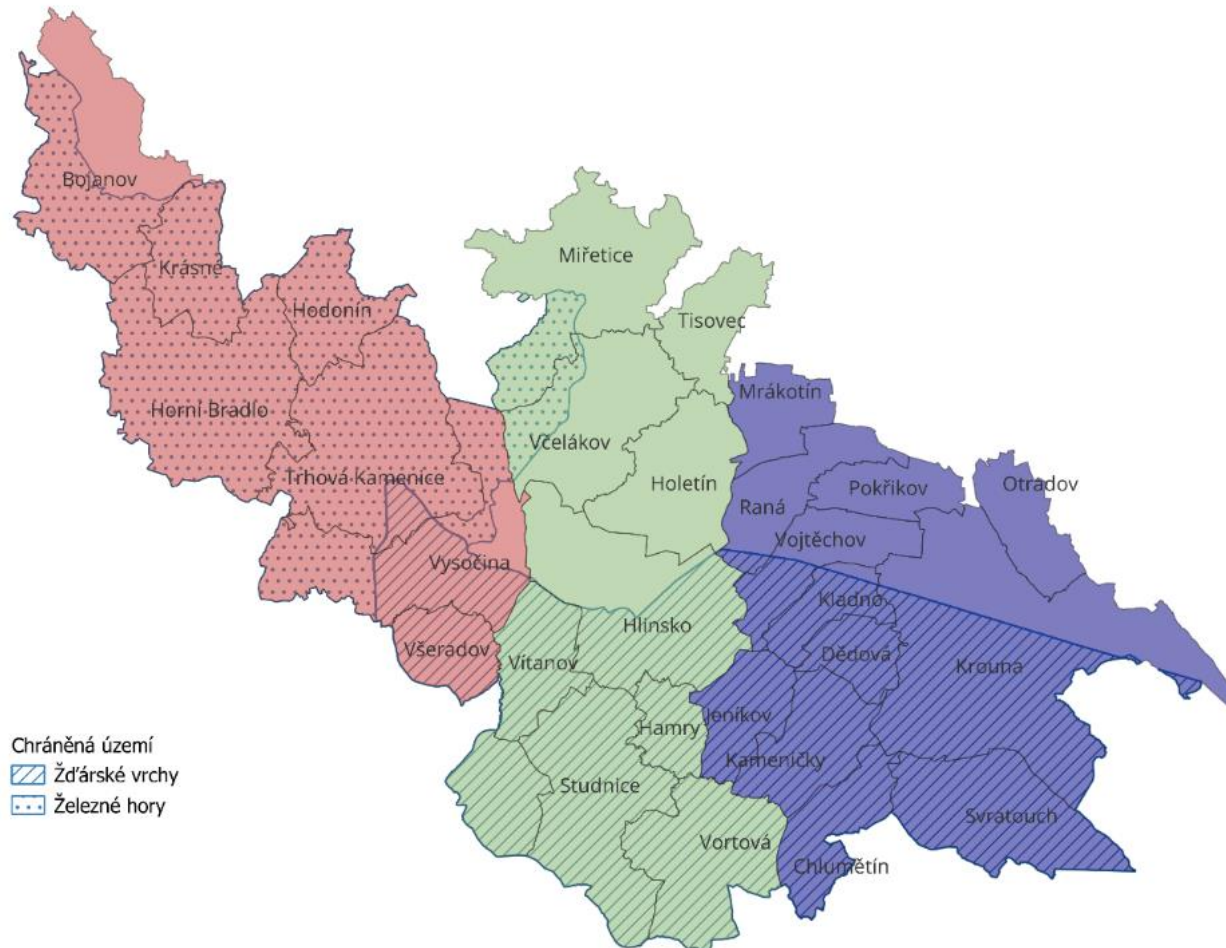 Bojanov
Krásné
Miřetice
Hodonín
Tisovec
Mrákotín
Horní Bradlo
Včelákov
Trhová Kamenice
Holetín
Pokřikov
Otradov
Raná
Vojtěchov
Vysočina
Kladno
Hlinsko
Všeradov
Vítanov
Dědová
Krouna
Jeníkov
Hamry
Kameničky
Studnice
Svratouch
Vortová
Chlumětín
Chráněná území
Žďárské vrchy
Železné hory